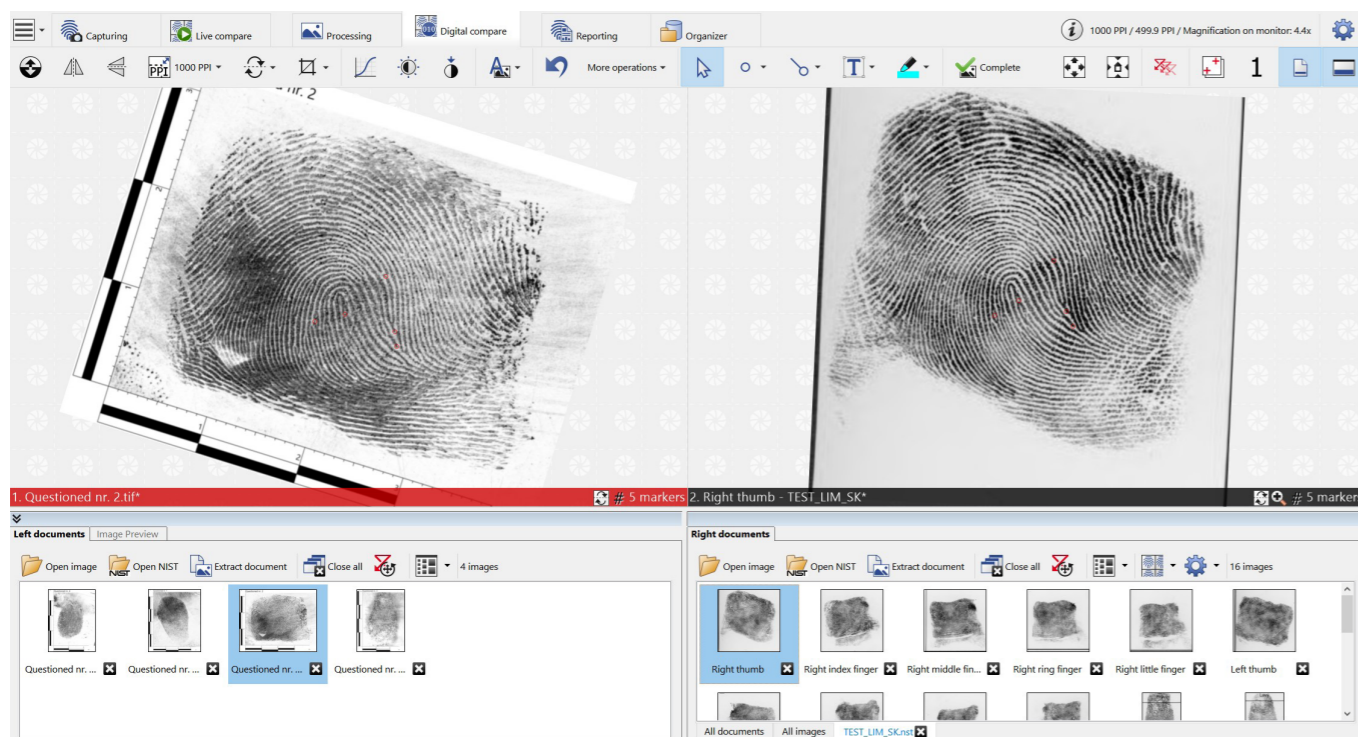 Capturing Live compare Processing Digital compare Reporting Organizer 1000 PPI / 499.9 PPI / Magnification on monitor: 4.4x
PPI 1000 PPI More operations T Complete 1
nr. 2
2
1
1
2
3
1. Questioned nr. 2.tif* # 5 markers 2. Right thumb - TEST_LIM_SK* # 5 marker
Left documents Image Preview Right documents
Open image Open NIST Extract document Close all 4 images Open image Open NIST Extract document Close all 16 images
Questioned nr. ... Questioned nr. ... Questioned nr. ... Questioned nr. ... Right thumb Right index finger Right middle fin... Right ring finger Right little finger Left thumb
All documents All images TEST_LIM_SK.nst